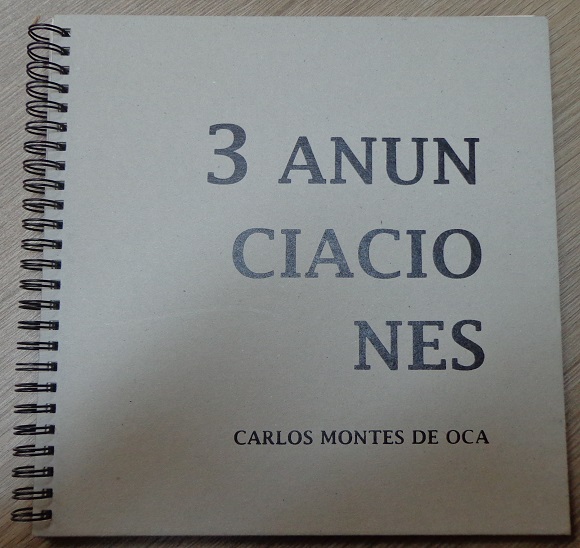 3 ANUN
CIACIO
NES
CARLOS MONTES DE OCA